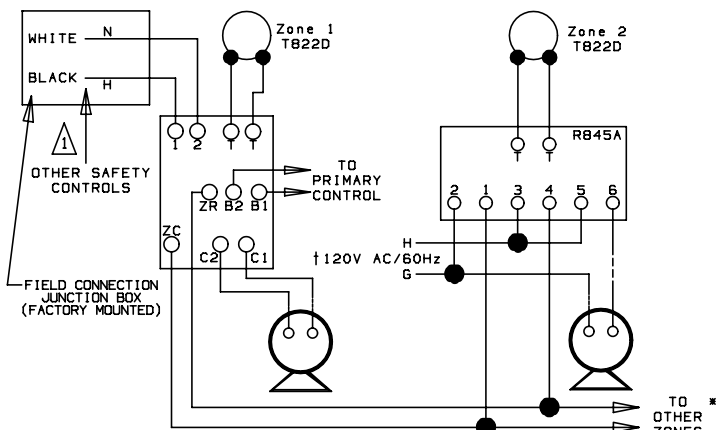 WHITE N
BLACK H
1
OTHER SAFETY
CONTROLS
FIELD CONNECTION
JUNCTION BOX
(FACTORY MOUNTED)
Zone 1
T822D
1 2 T T
ZR B2 B1
ZC
C2 C1
TO
PRIMARY
CONTROL
Zone 2
T822D
R845A
T T
2 1 3 4 5 6
H
†120V AC/60Hz
G
TO *
OTHER
ZONES